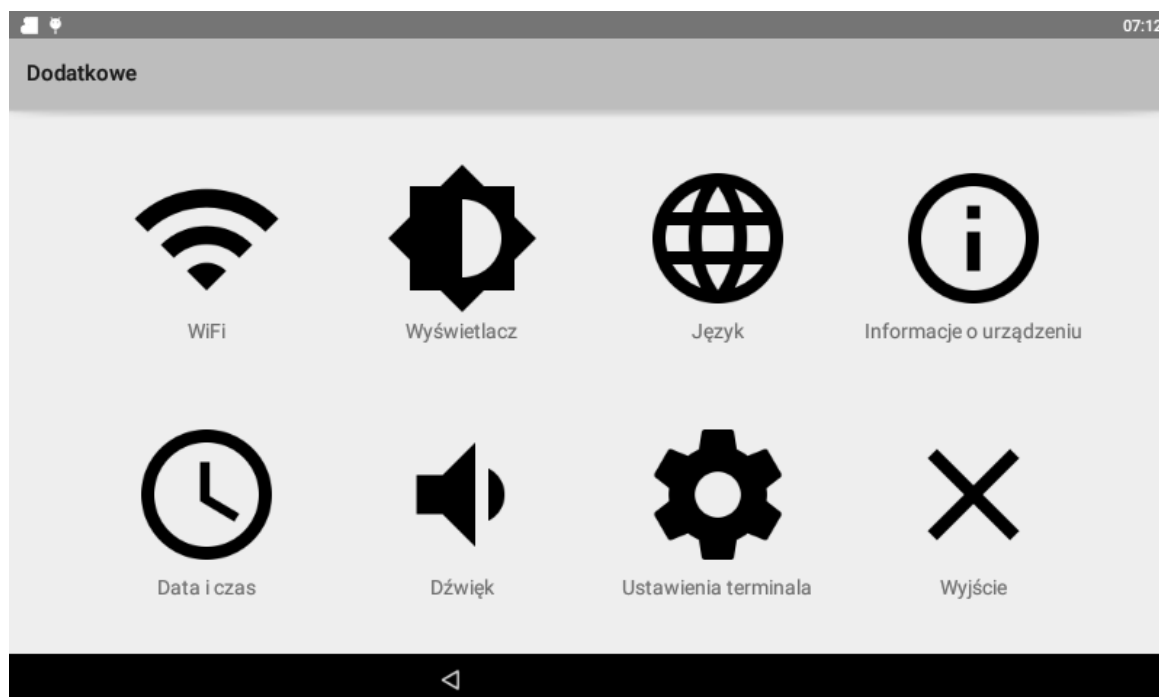 07:12
Dodatkowe
WiFi
Wyświetlacz
Język
Informacje o urządzeniu
Data i czas
Dźwięk
Ustawienia terminala
Wyjście